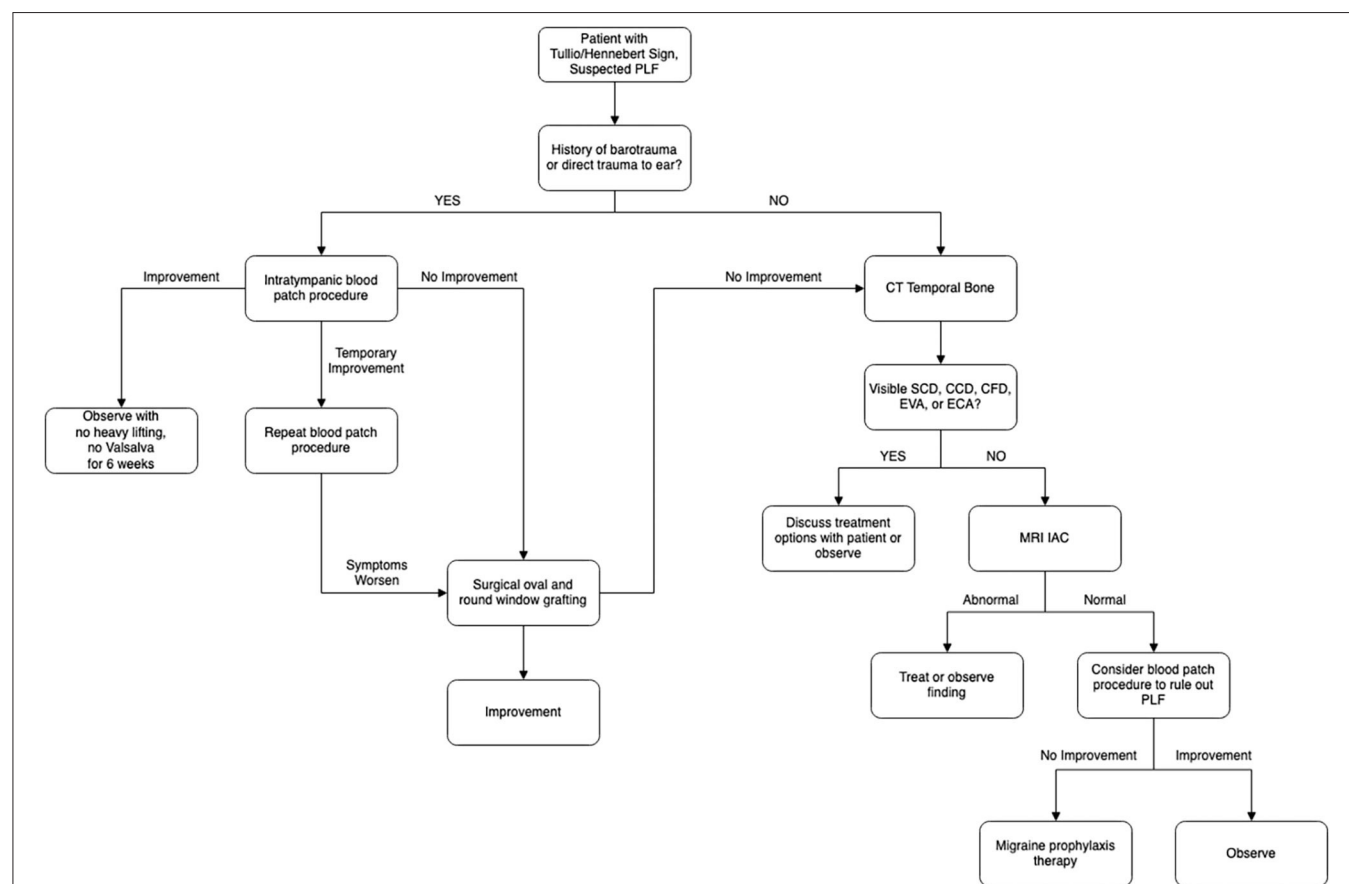 Patient with
Tullio/Hennebert Sign,
Suspected PLF
History of barotrauma
or direct trauma to ear?
YES
NO
Improvement
Intratympanic blood
patch procedure
No Improvement
No Improvement
CT Temporal Bone
Temporary
Improvement
Visible SCD, CCD, CFD,
EVA, or ECA?
Observe with
no heavy lifting,
no Valsalva
for 6 weeks
Repeat blood patch
procedure
YES
NO
Discuss treatment
options with patient or
observe
MRI IAC
Symptoms
Worsen
Surgical oval and
round window grafting
Abnormal
Normal
Treat or observe
finding
Consider blood patch
procedure to rule out
PLF
Improvement
No Improvement
Improvement
Migraine prophylaxis
therapy
Observe